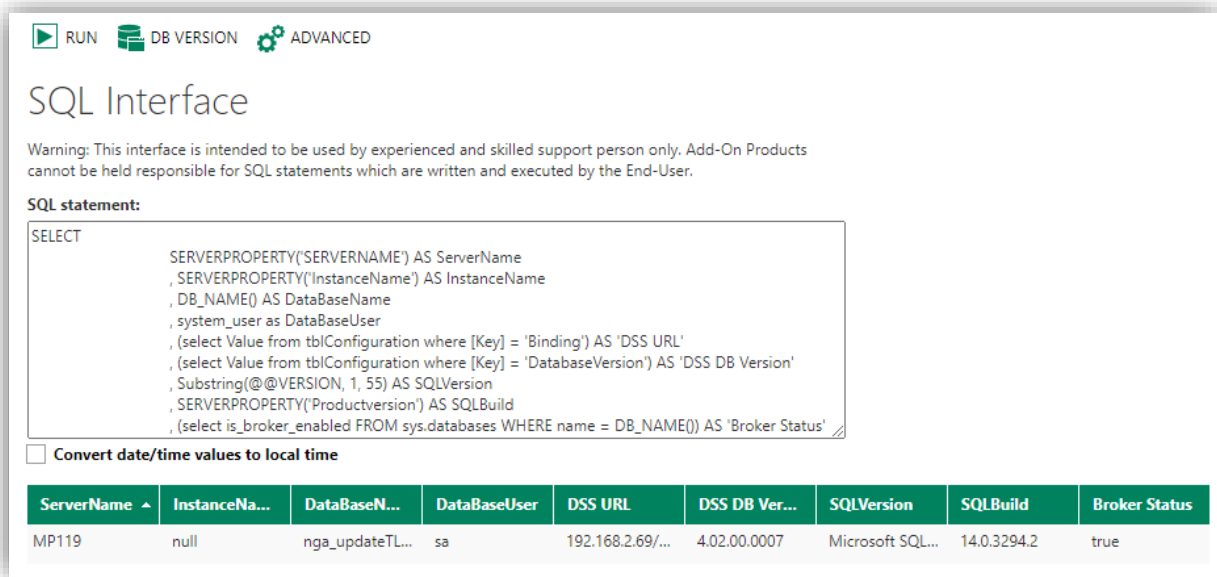 RUN DB VERSION ADVANCED
SQL Interface
Warning: This interface is intended to be used by experienced and skilled support person only. Add-On Products
cannot be held responsible for SQL statements which are written and executed by the End-User.
SQL statement:
SELECT
SERVERPROPERTY('SERVERNAME') AS ServerName
, SERVERPROPERTY('InstanceName') AS InstanceName
, DB_NAME() AS DataBaseName
, system_user as DataBaseUser
, (select Value from tblConfiguration where [Key] = 'Binding') AS 'DSS URL'
, (select Value from tblConfiguration where [Key] = 'DatabaseVersion') AS 'DSS DB Version'
, Substring(@@VERSION, 1, 55) AS SQLVersion
, SERVERPROPERTY('Productversion') AS SQLBuild
, (select is_broker_enabled FROM sys.databases WHERE name = DB_NAME()) AS 'Broker Status'
Convert date/time values to local time
ServerName InstanceNa... DataBaseN... DataBaseUser DSS URL DSS DB Ver... SQLVersion SQLBuild Broker Status
MP119 null nga_updateTL... sa 192.168.2.69/... 4.02.00.0007 Microsoft SQL... 14.0.3294.2 true